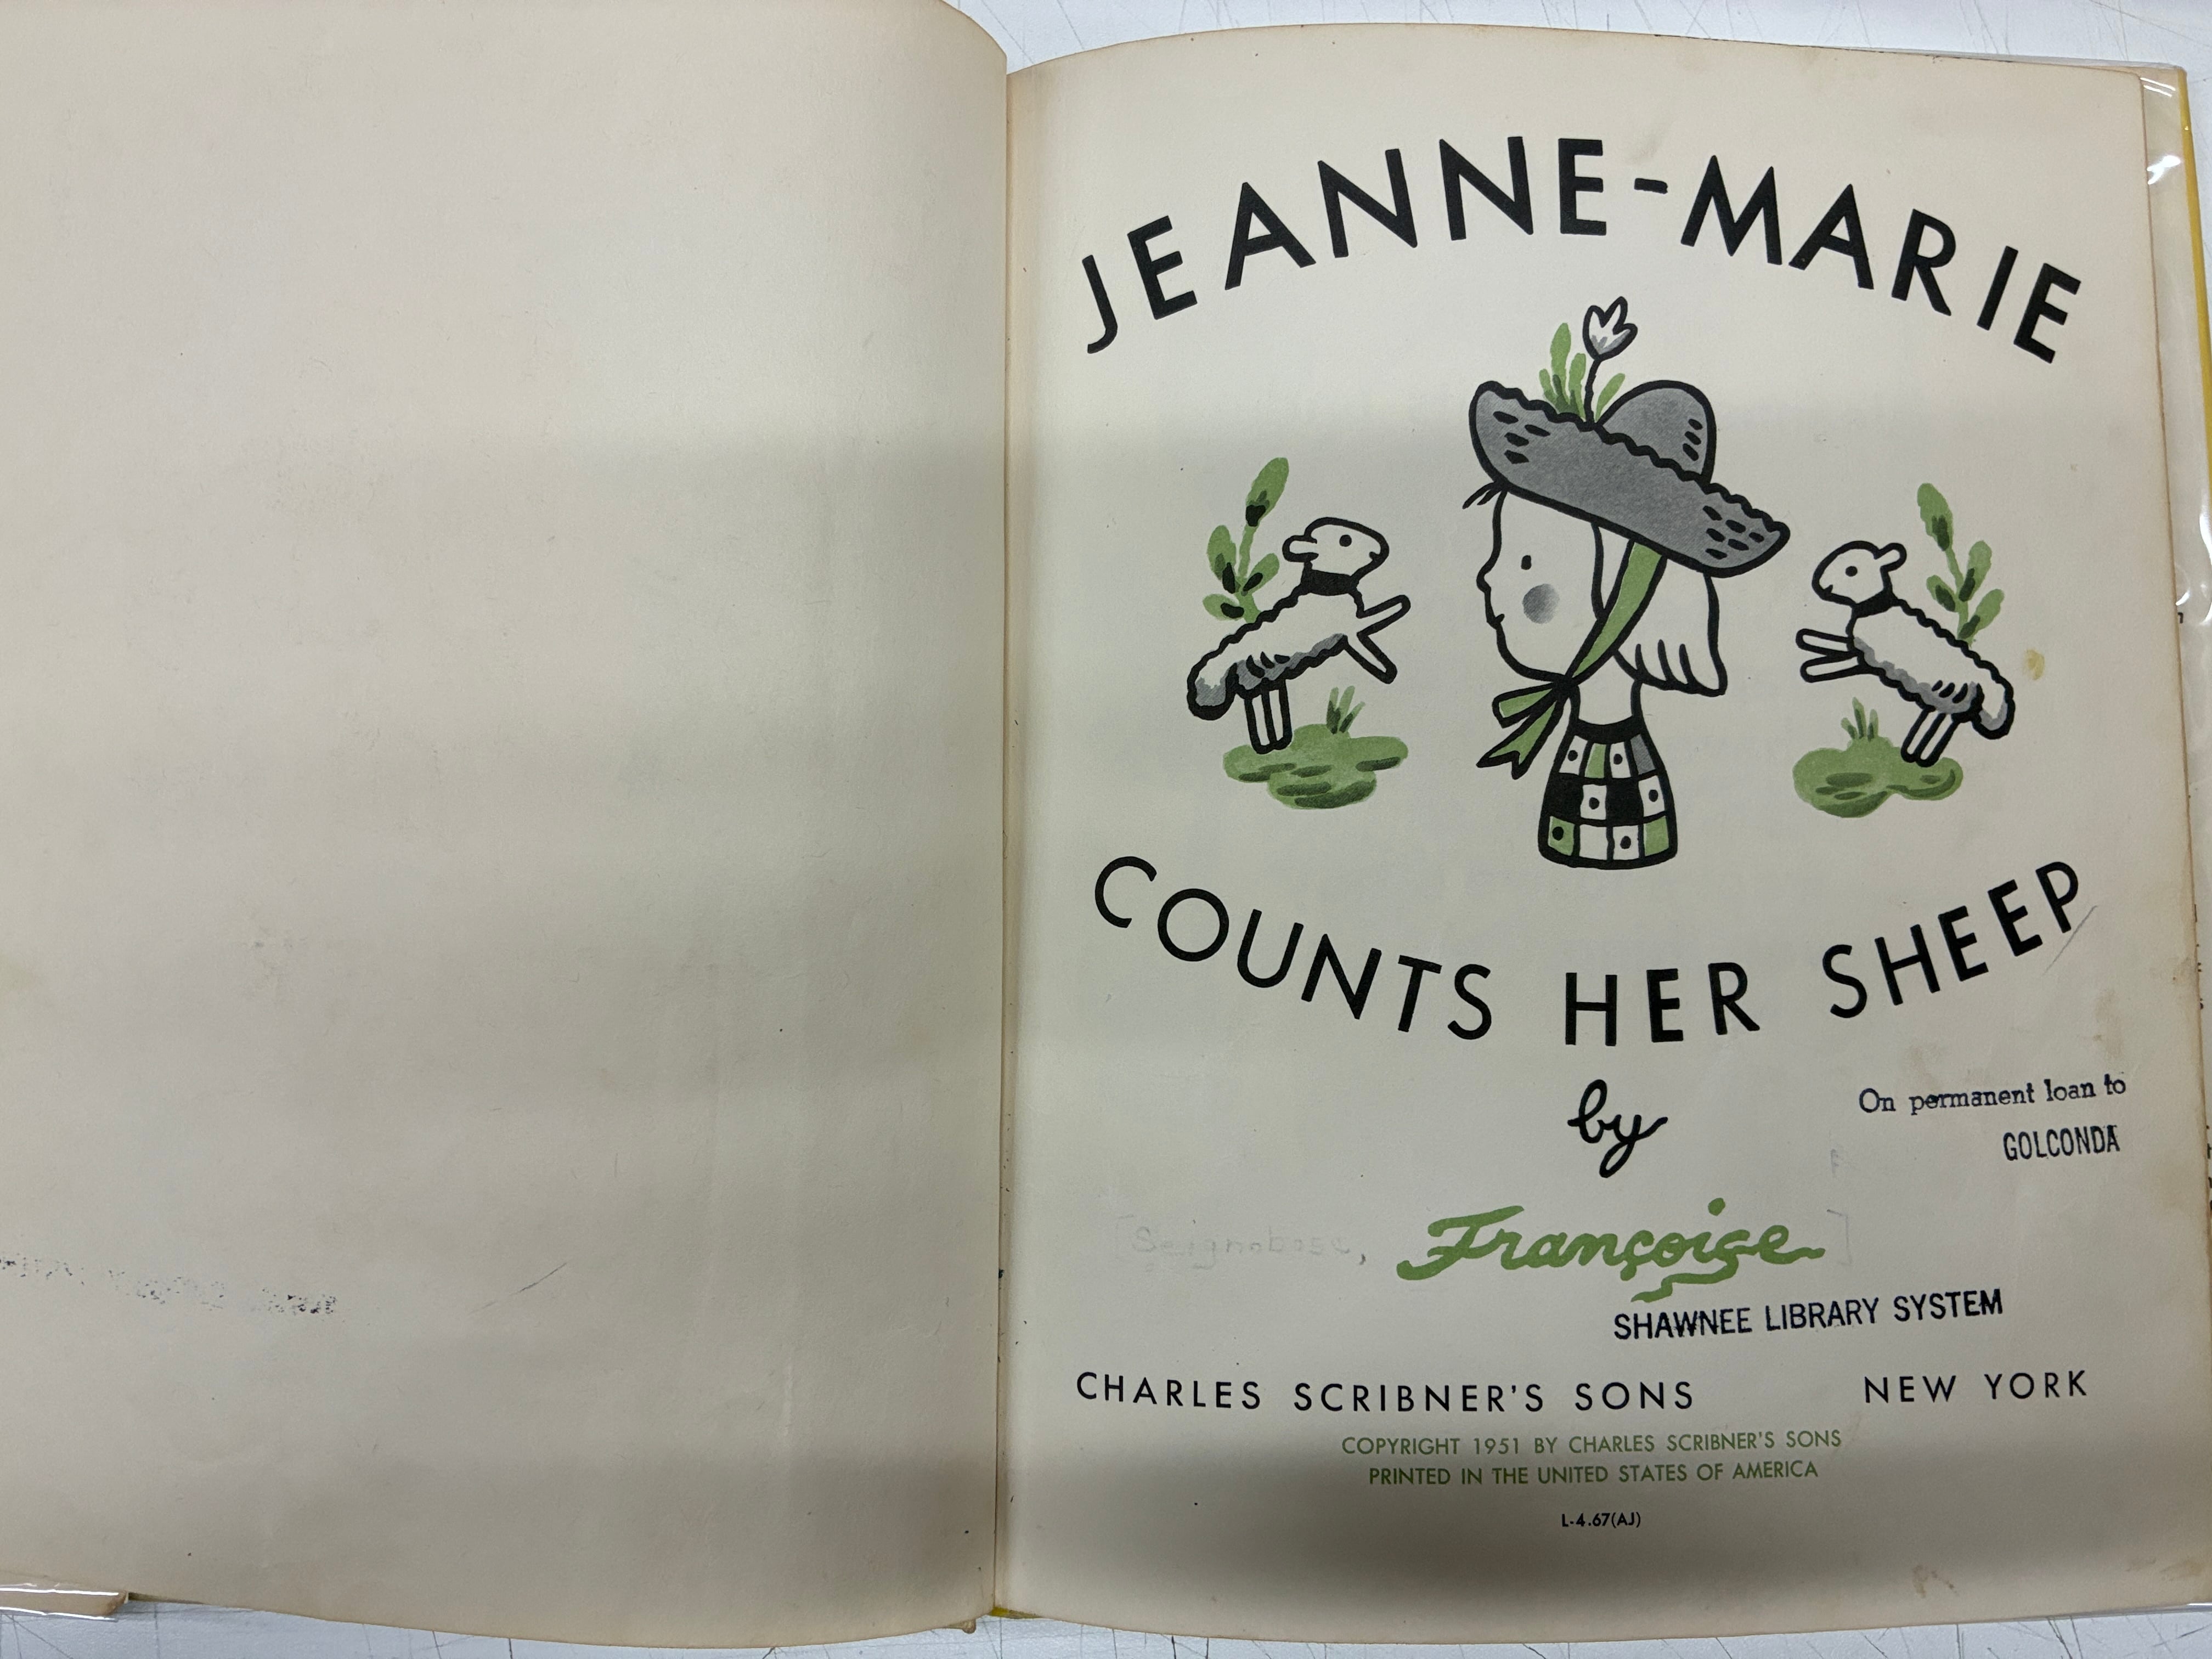 JEANNE-MARIE
COUNTS HER SHEEP
by
On permanent loan to
GOLCONDA
[Seignobosc, Françoise]
SHAWNEE LIBRARY SYSTEM
CHARLES SCRIBNER'S SONS NEW YORK
COPYRIGHT 1951 BY CHARLES SCRIBNER'S SONS
PRINTED IN THE UNITED STATES OF AMERICA
L-4.67(AJ)